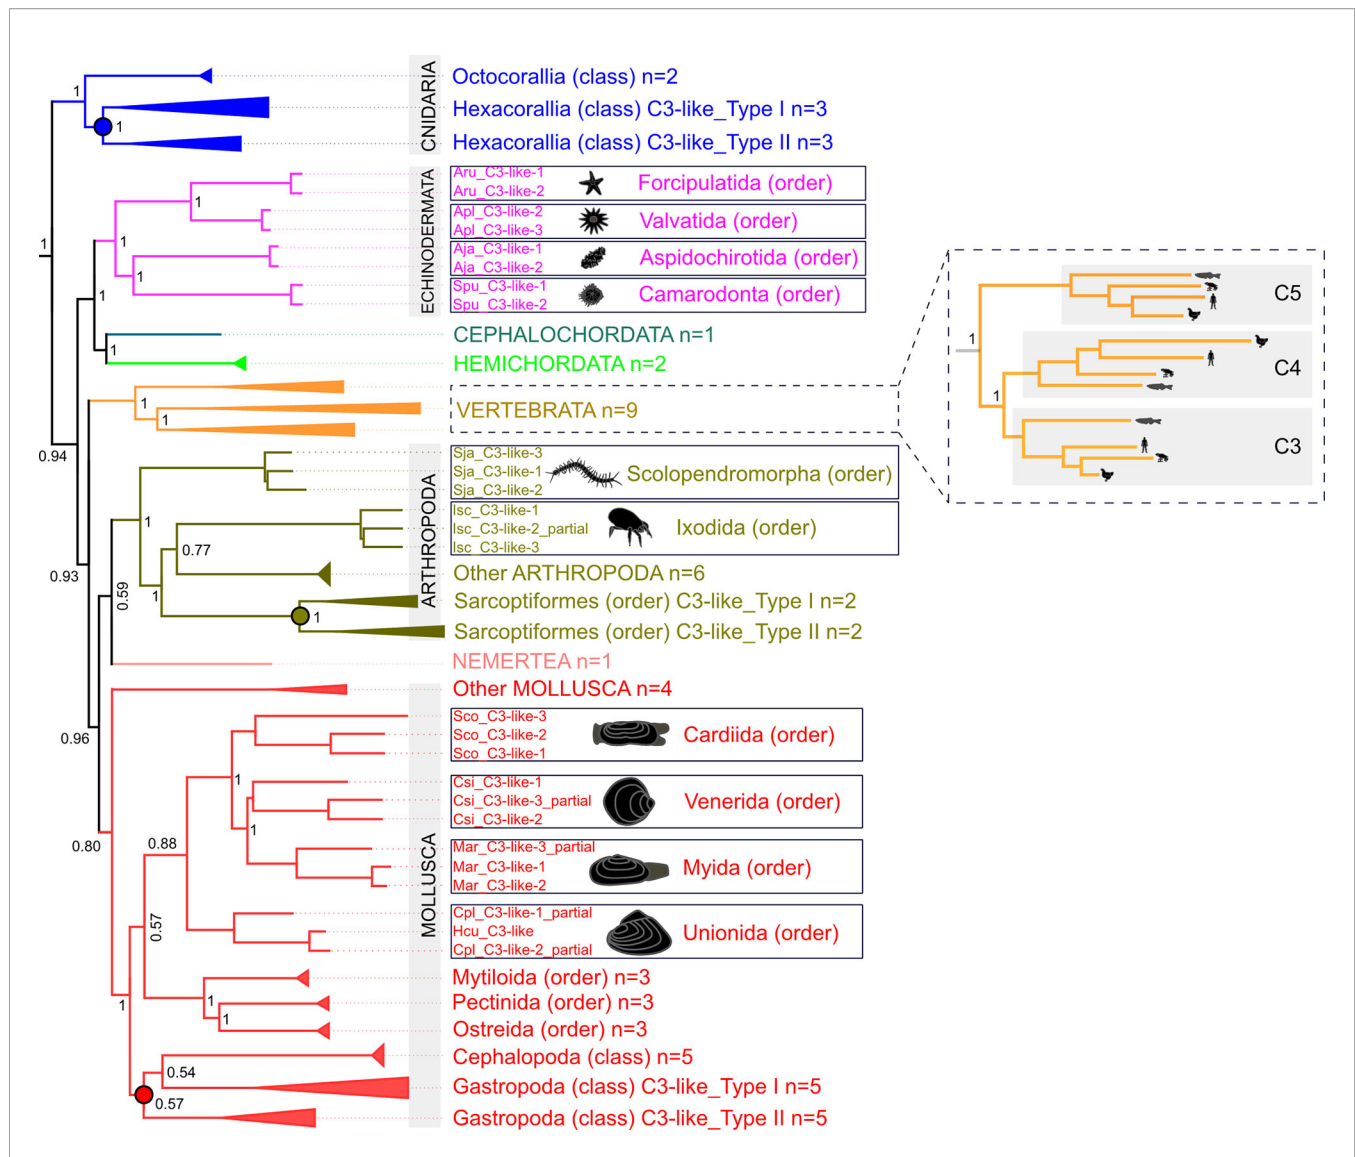 CNIDARIA
Octocorallia (class) n=2
Hexacorallia (class) C3-like_Type I n=3
Hexacorallia (class) C3-like_Type II n=3
1
1
ECHINODERMATA
Aru_C3-like-1
Aru_C3-like-2
Forcipulatida (order)
Apl_C3-like-2
Apl_C3-like-3
Valvatida (order)
Aja_C3-like-1
Aja_C3-like-2
Aspidochirotida (order)
Spu_C3-like-1
Spu_C3-like-2
Camarodonta (order)
1
1
1
1
1
CEPHALOCHORDATA n=1
1
HEMICHORDATA n=2
VERTEBRATA n=9
1
1
0.94
ARTHROPODA
Sja_C3-like-3
Sja_C3-like-1
Sja_C3-like-2
Scolopendromorpha (order)
Isc_C3-like-1
Isc_C3-like-2_partial
Isc_C3-like-3
Ixodida (order)
Other ARTHROPODA n=6
Sarcoptiformes (order) C3-like_Type I n=2
Sarcoptiformes (order) C3-like_Type II n=2
1
0.77
0.93
0.59
1
1
NEMERTEA n=1
0.96
MOLLUSCA
Other MOLLUSCA n=4
Sco_C3-like-3
Sco_C3-like-2
Sco_C3-like-1
Cardiida (order)
Csi_C3-like-1
Csi_C3-like-3_partial
Csi_C3-like-2
Venerida (order)
Mar_C3-like-3_partial
Mar_C3-like-1
Mar_C3-like-2
Myida (order)
Cpl_C3-like-1_partial
Hcu_C3-like
Cpl_C3-like-2_partial
Unionida (order)
1
1
0.80
0.88
0.57
Mytiloida (order) n=3
Pectinida (order) n=3
Ostreida (order) n=3
1
1
1
Cephalopoda (class) n=5
Gastropoda (class) C3-like_Type I n=5
Gastropoda (class) C3-like_Type II n=5
0.54
0.57
C5
1
C4
1
C3